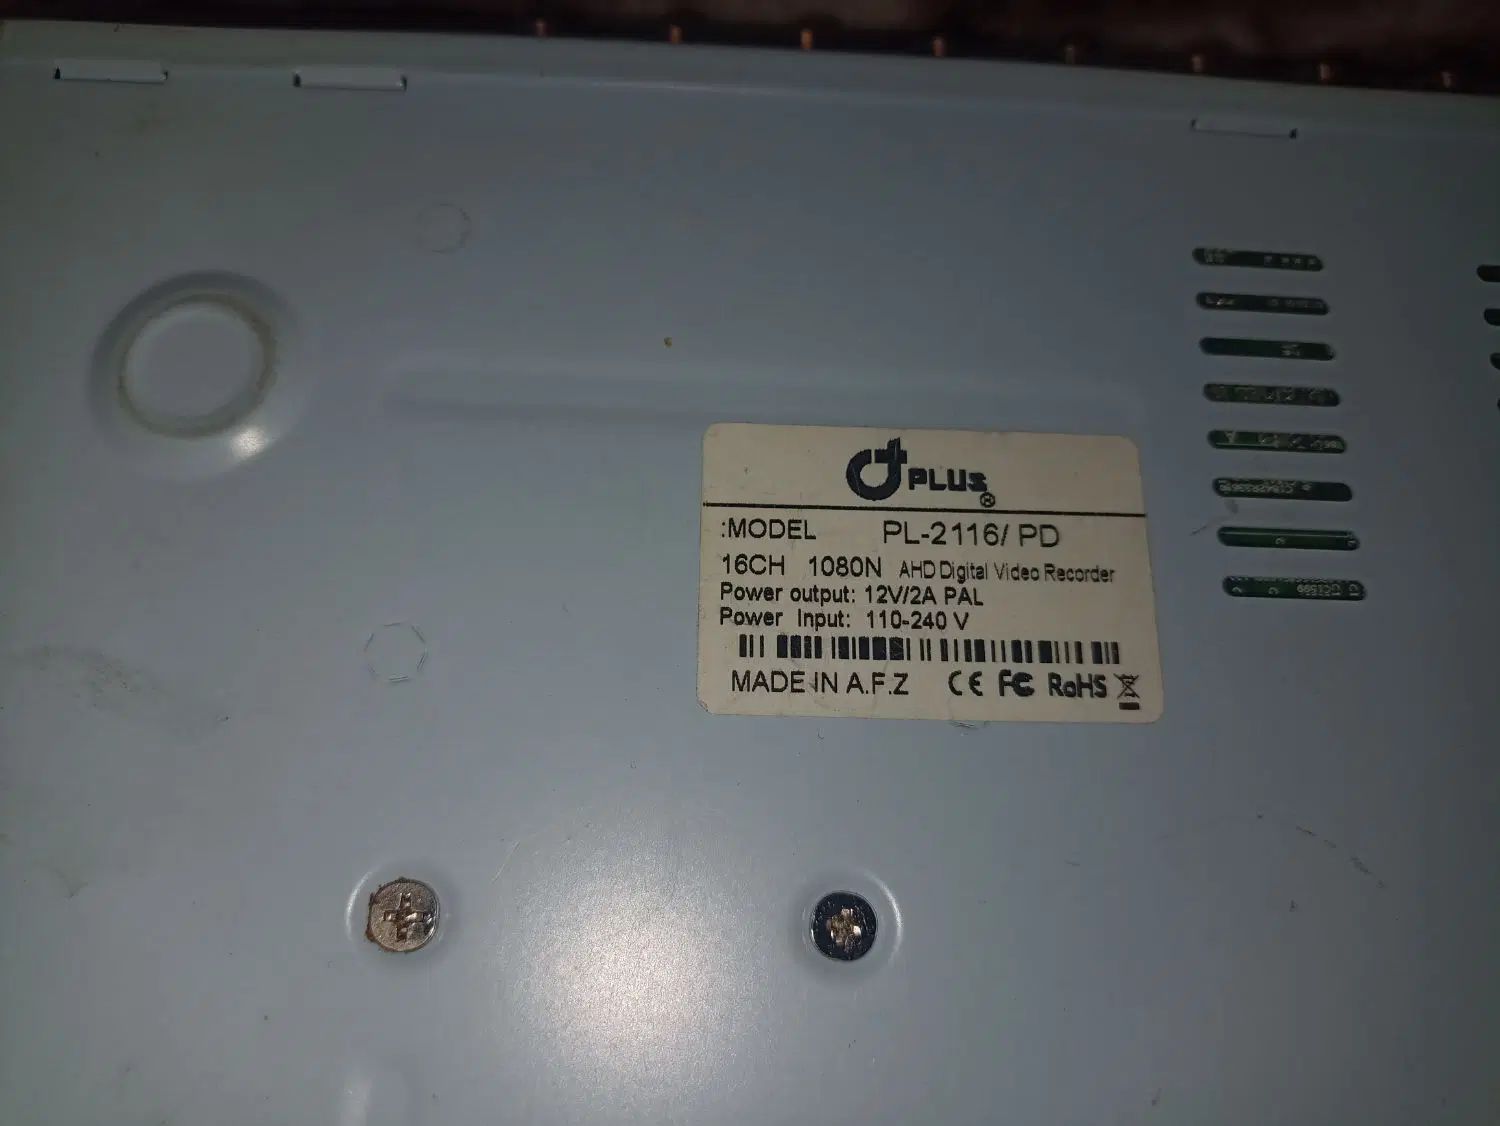 PLUS®
:MODEL PL-2116/ PD
16CH 1080N AHD Digital Video Recorder
Power output: 12V/2A PAL
Power Input: 110-240 V
MADE IN A.F.Z CE FC RoHS